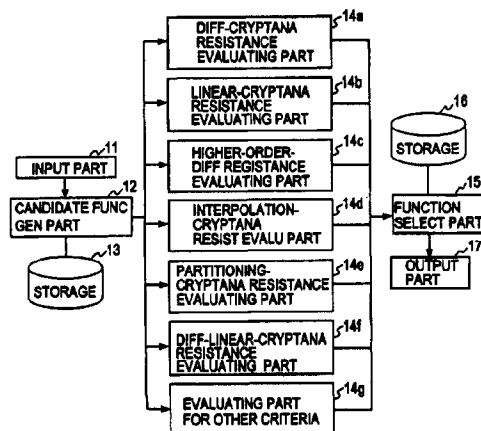 14a
DIFF-CRYPTANA
RESISTANCE
EVALUATING PART
14b
LINEAR-CRYPTANA
RESISTANCE
EVALUATING PART
16
STORAGE
11
INPUT PART
14c
HIGHER-ORDER-
DIFF REGISTANCE
EVALUATING PART
12
CANDIDATE FUNC
GEN PART
14d
INTERPOLATION-
CRYPTANA
RESIST EVALU PART
15
FUNCTION
SELECT PART
13
STORAGE
14e
PARTITIONING-
CRYPTANA RESISTANCE
EVALUATING PART
17
OUTPUT
PART
14f
DIFF-LINEAR-CRYPTANA
RESISTANCE
EVALUATING PART
14g
EVALUATING PART
FOR OTHER CRITERIA